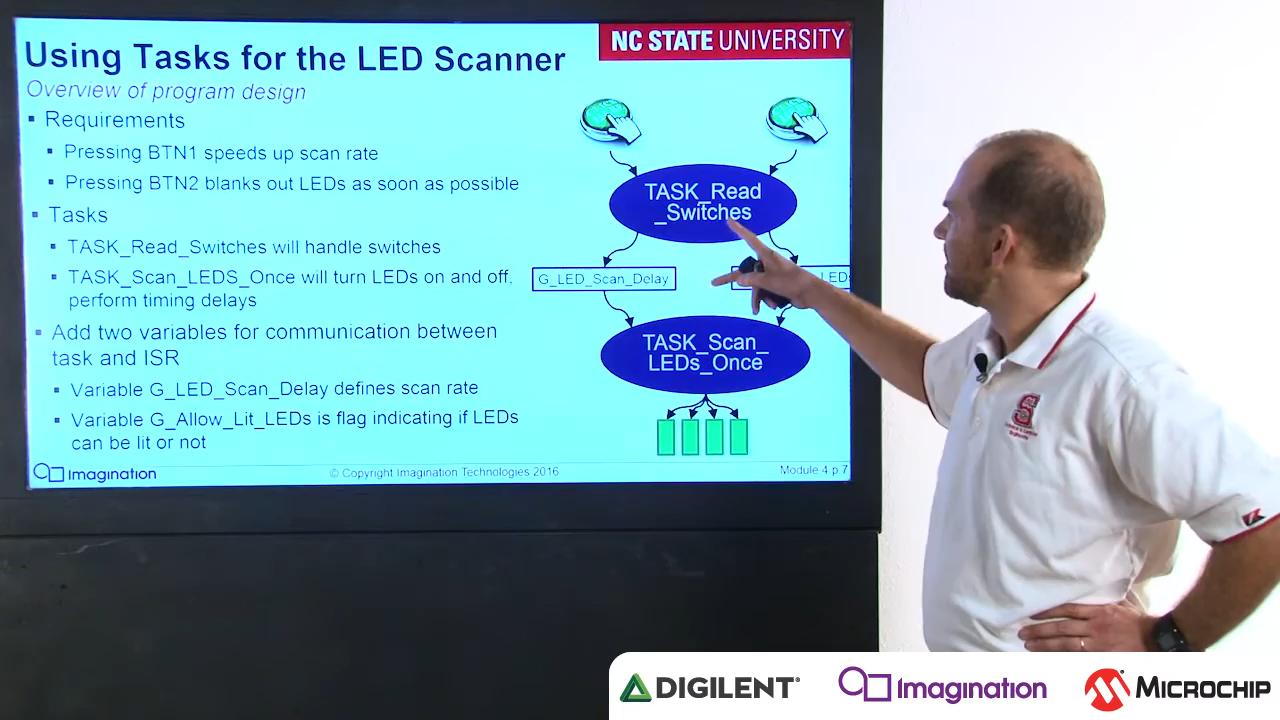 Using Tasks for the LED Scanner
NC STATE UNIVERSITY
Overview of program design
▪ Requirements
▪ Pressing BTN1 speeds up scan rate
▪ Pressing BTN2 blanks out LEDs as soon as possible
▪ Tasks
▪ TASK_Read_Switches will handle switches
▪ TASK_Scan_LEDS_Once will turn LEDs on and off,
perform timing delays
▪ Add two variables for communication between
task and ISR
▪ Variable G_LED_Scan_Delay defines scan rate
▪ Variable G_Allow_Lit_LEDs is flag indicating if LEDs
can be lit or not
TASK_Read
_Switches
G_LED_Scan_Delay
_LEDs
TASK_Scan_
LEDs_Once
Imagination
© Copyright Imagination Technologies 2016
Module 4 p.7
S
DIGILENT®
Imagination
MICROCHIP